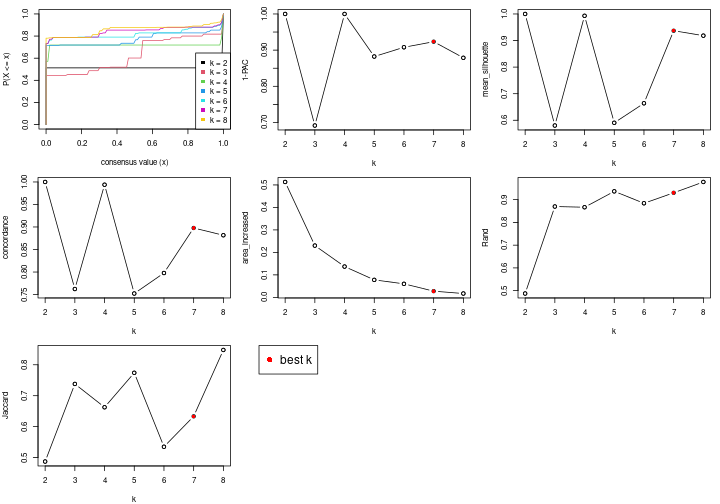 P(X <= x)
0.0 0.2 0.4 0.6 0.8 1.0
k = 2
k = 3
k = 4
k = 5
k = 6
k = 7
k = 8
0.0 0.2 0.4 0.6 0.8 1.0
consensus value (x)
1-PAC
0.70 0.80 0.90 1.00
2 3 4 5 6 7 8
k
mean_silhouette
0.6 0.7 0.8 0.9 1.0
2 3 4 5 6 7 8
k
concordance
0.75 0.80 0.85 0.90 0.95 1.00
2 3 4 5 6 7 8
k
area_increased
0.0 0.1 0.2 0.3 0.4 0.5
2 3 4 5 6 7 8
k
Rand
0.5 0.6 0.7 0.8 0.9
2 3 4 5 6 7 8
k
Jaccard
0.5 0.6 0.7 0.8
2 3 4 5 6 7 8
k
best k